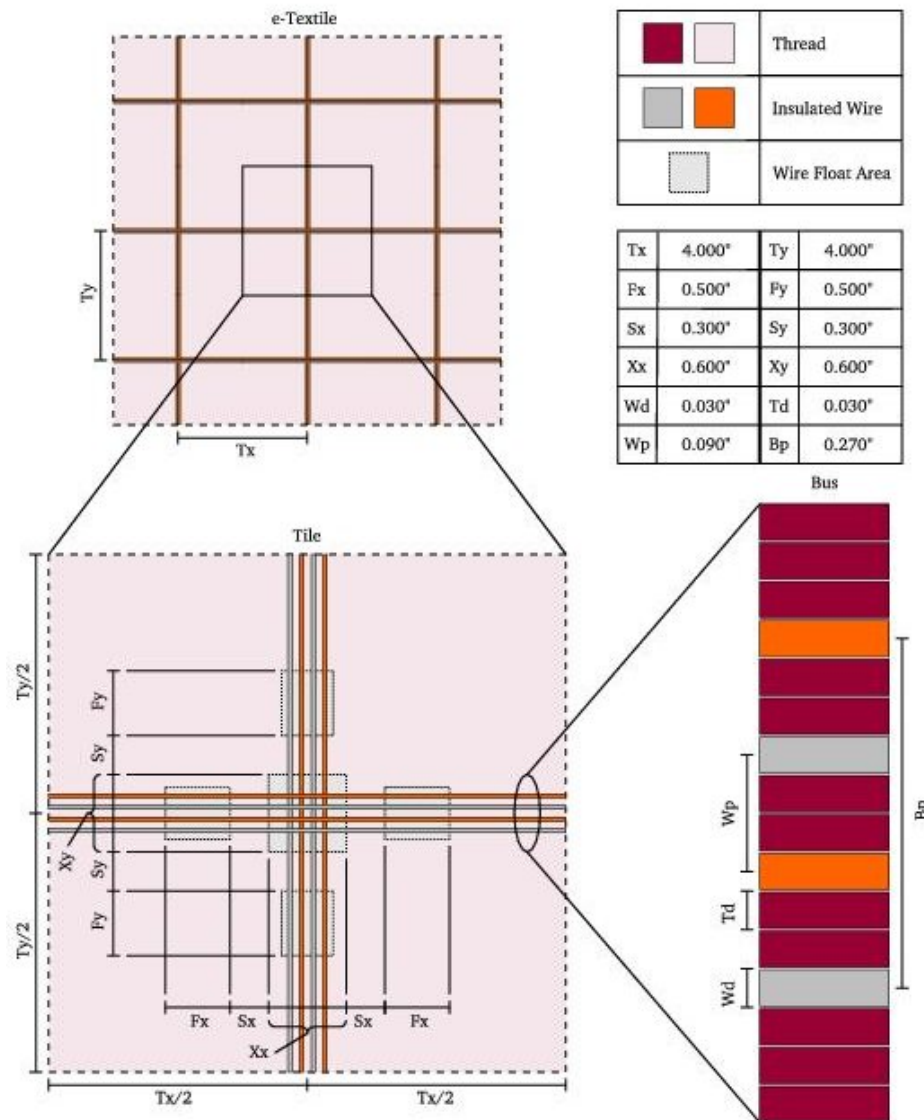 e-Textile
Thread
Insulated Wire
Wire Float Area
Ty
Tx
Tx 4.000" Ty 4.000"
Fx 0.500" Fy 0.500"
Sx 0.300" Sy 0.300"
Xx 0.600" Xy 0.600"
Wd 0.030" Td 0.030"
Wp 0.090" Bp 0.270"
Tile
Ty/2
Ty/2
Fy
Sy
Xy
Sy
Fy
Fx Sx Sx Fx
Xx
Tx/2 Tx/2
Bus
Wp
Bp
Td
Wd